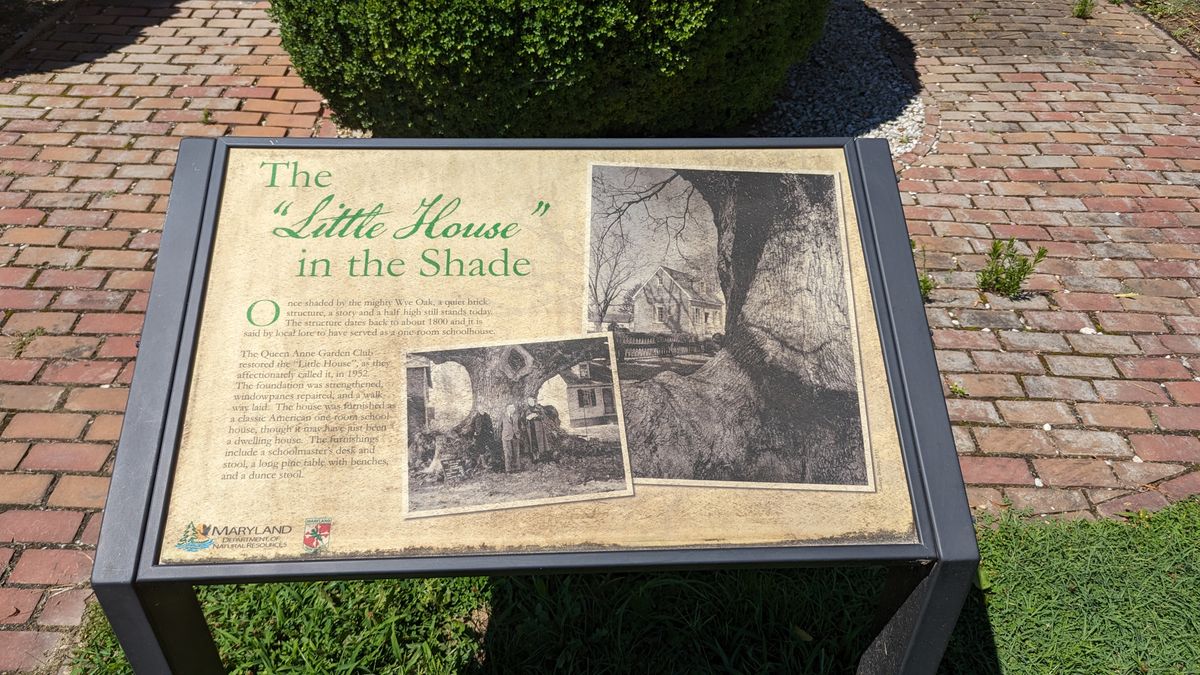 The
"Little House"
in the Shade
Once shaded by the mighty Wye Oak, a quiet brick
structure, a story and a half high still stands today.
The structure dates back to about 1800 and it is
said by local lore to have served as a one-room schoolhouse.
The Queen Anne Garden Club
restored the "Little House", as they
affectionately called it, in 1952.
The foundation was strengthened,
windowpanes repaired, and a walk-
way laid. The house was furnished as
a classic American one-room school-
house, though it may have just been
a dwelling house. The furnishings
include a schoolmaster's desk and
stool, a long pine table with benches,
and a dunce stool.
MARYLAND
DEPARTMENT OF
NATURAL RESOURCES
MARYLAND